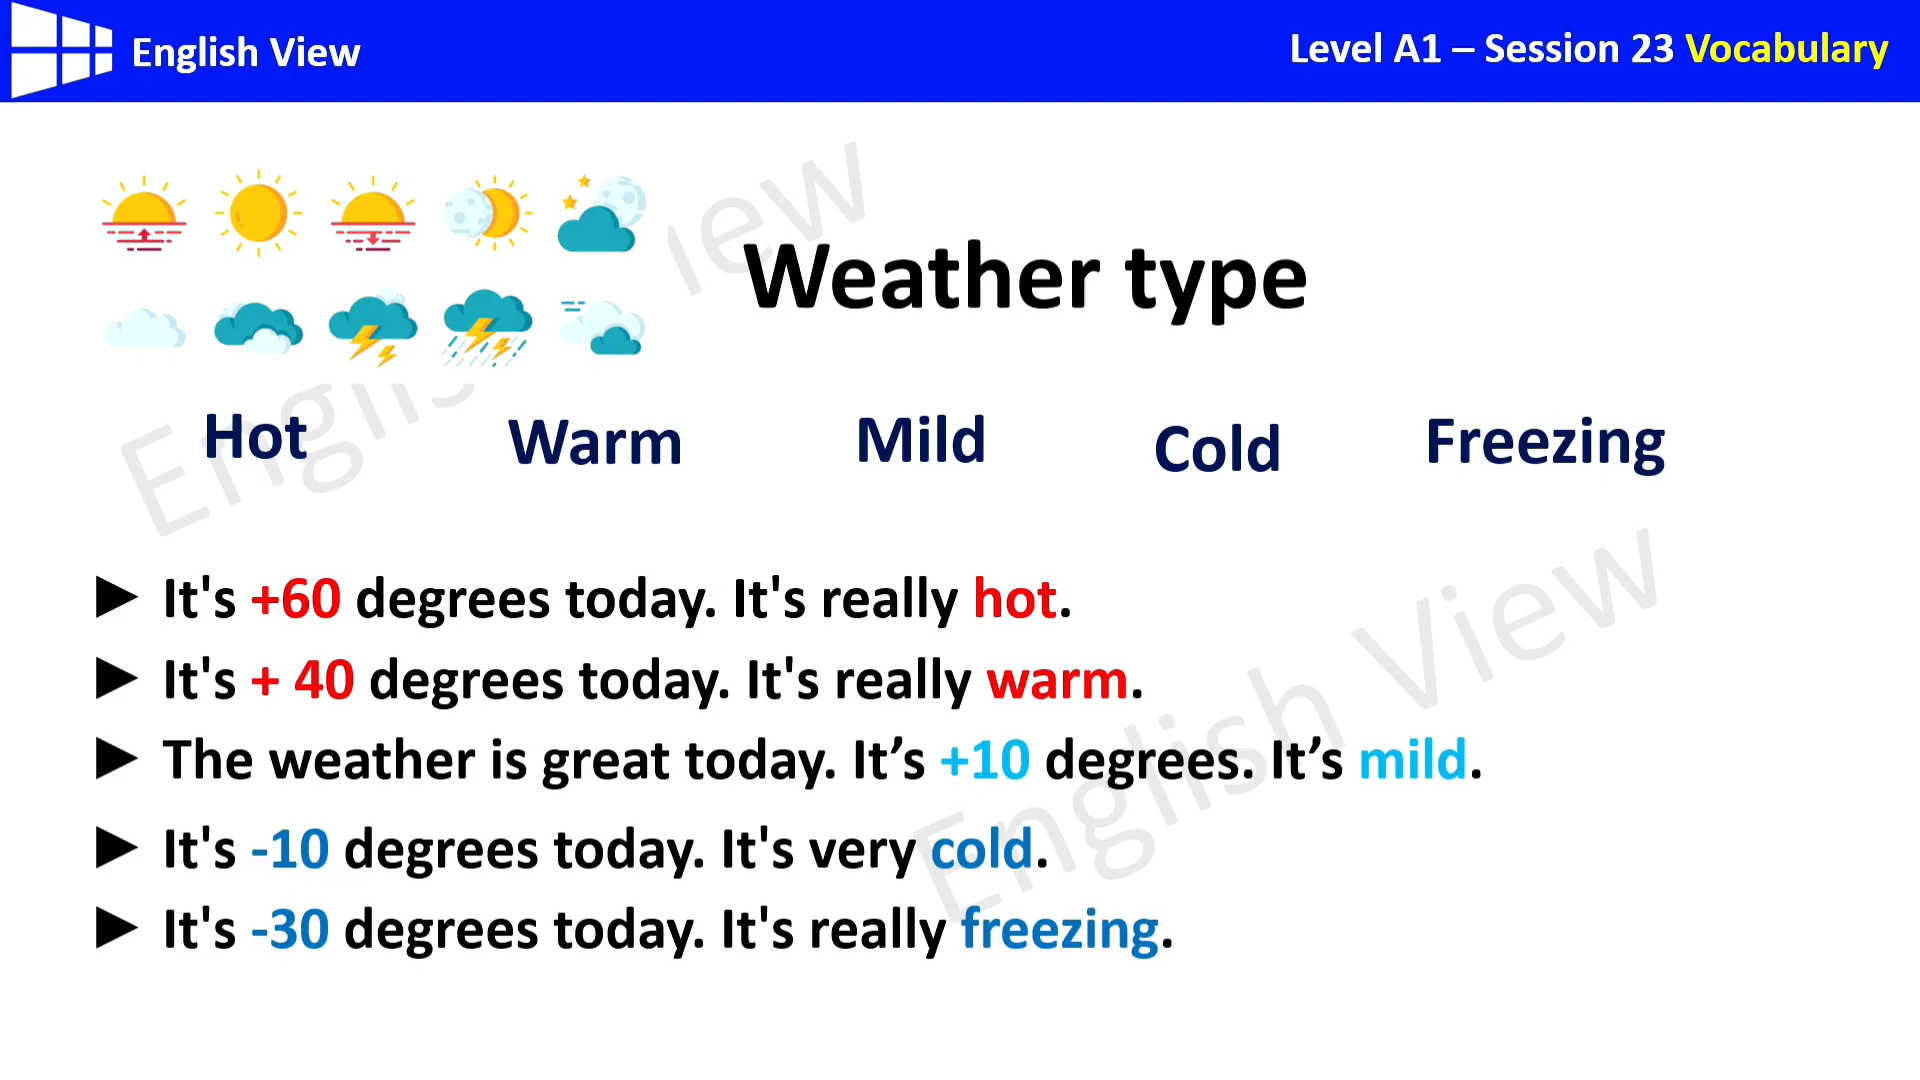 English View
Level A1 – Session 23 Vocabulary
Weather type
Hot Warm Mild Cold Freezing
► It's +60 degrees today. It's really hot.
► It's + 40 degrees today. It's really warm.
► The weather is great today. It’s +10 degrees. It’s mild.
► It's -10 degrees today. It's very cold.
► It's -30 degrees today. It's really freezing.
English View
English View